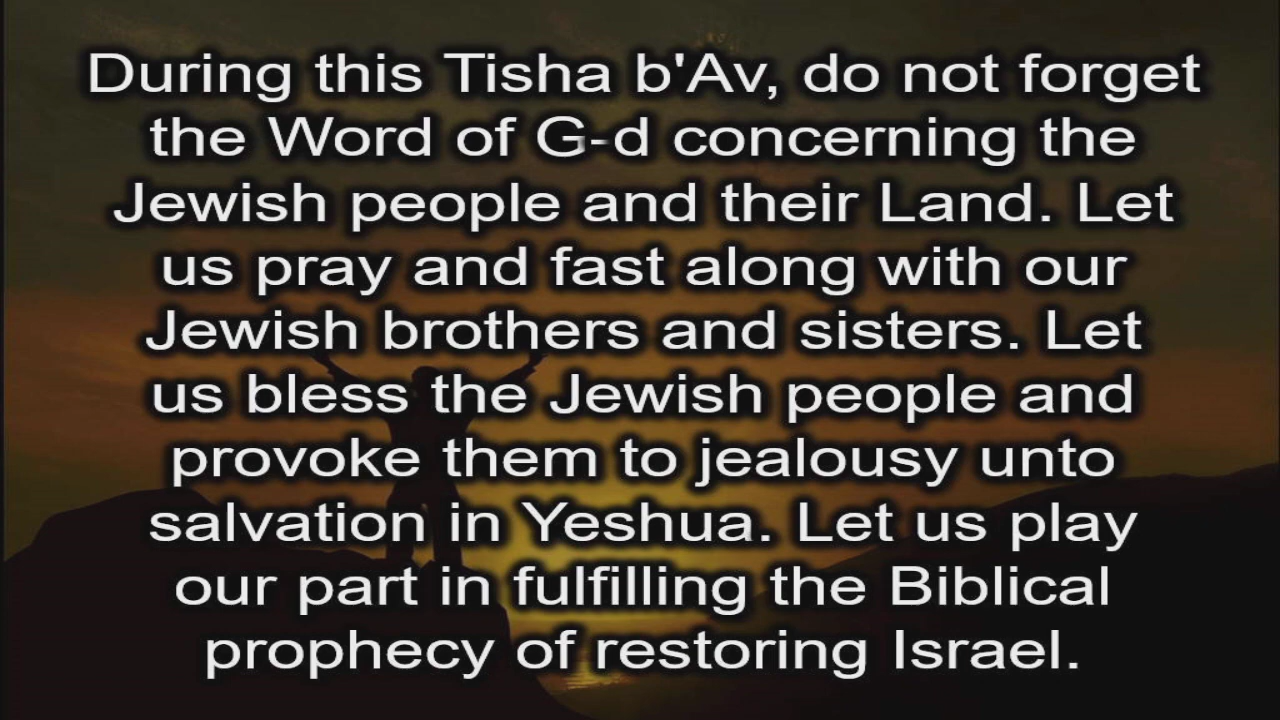 During this Tisha b'Av, do not forget
the Word of G-d concerning the
Jewish people and their Land. Let
us pray and fast along with our
Jewish brothers and sisters. Let
us bless the Jewish people and
provoke them to jealousy unto
salvation in Yeshua. Let us play
our part in fulfilling the Biblical
prophecy of restoring Israel.